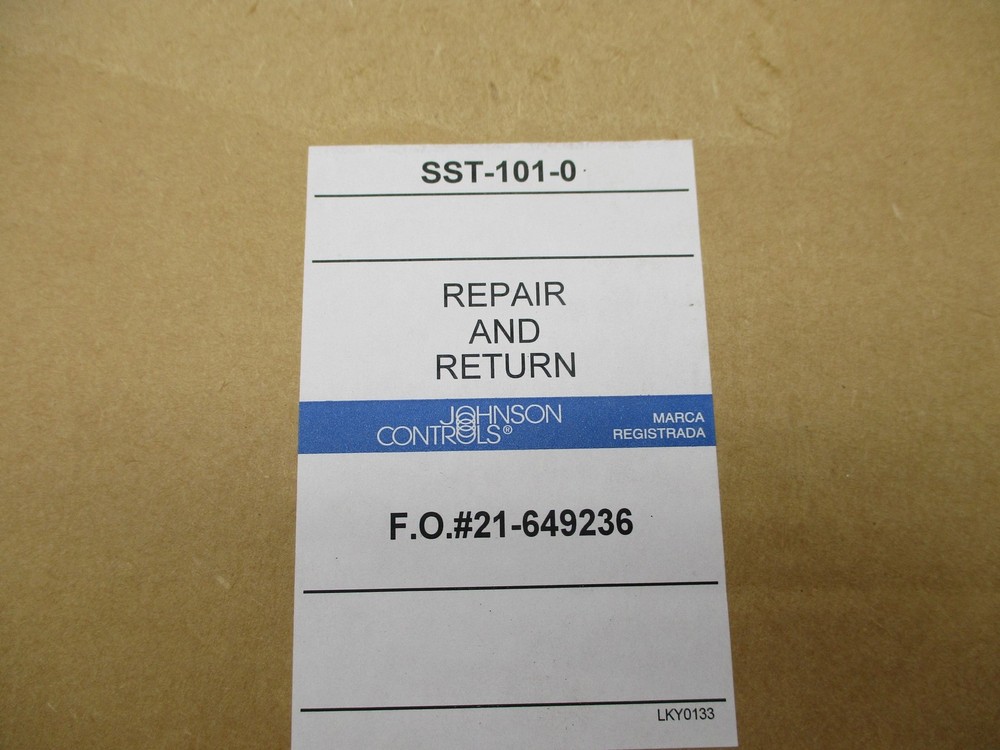 SST-101-0
REPAIR
AND
RETURN
JOHNSON
CONTROLS®
MARCA
REGISTRADA
F.O.#21-649236
LKY0133